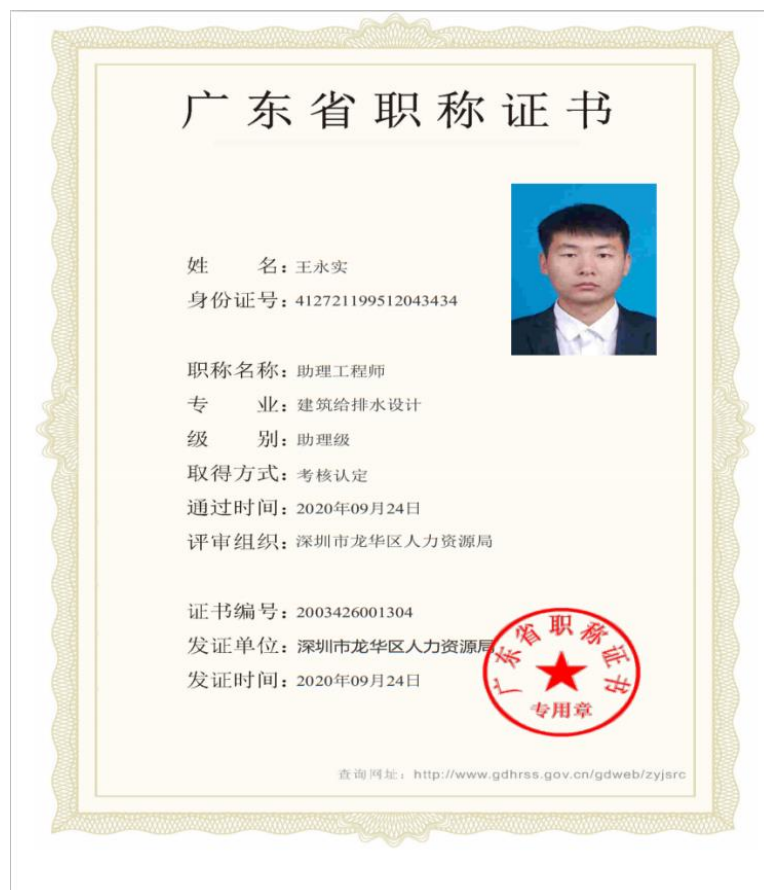 广东省职称证书
姓 名：王永实
身份证号：412721199512043434
职称名称：助理工程师
专 业：建筑给排水设计
级 别：助理级
取得方式：考核认定
通过时间：2020年09月24日
评审组织：深圳市龙华区人力资源局
证书编号：2003426001304
发证单位：深圳市龙华区人力资源局
发证时间：2020年09月24日
广东省职称证书
专用章
查询网址：http://www.gdhrss.gov.cn/gdweb/zyjsrc